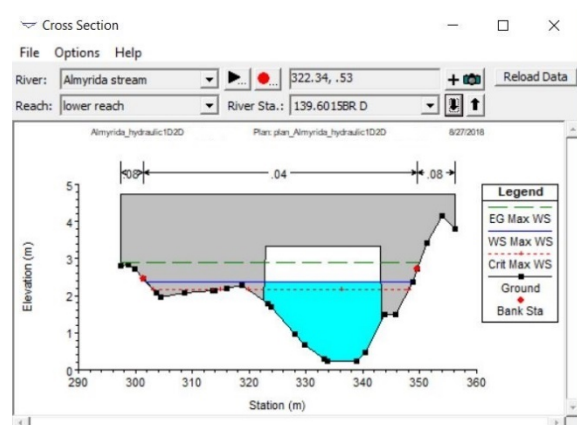 Cross Section
File Options Help
River: Almyrida stream 322.34, .53 Reload Data
Reach: lower reach River Sta.: 139.6015BR D
Almyrida_hydraulic1D2D Plan: plan_Almyrida_hydraulic1D2D 6/27/2018
.08 .04 .08
Legend
EG Max WS
WS Max WS
Crit Max WS
Ground
Bank Sta
Elevation (m)
5
4
3
2
1
0
290 300 310 320 330 340 350 360
Station (m)